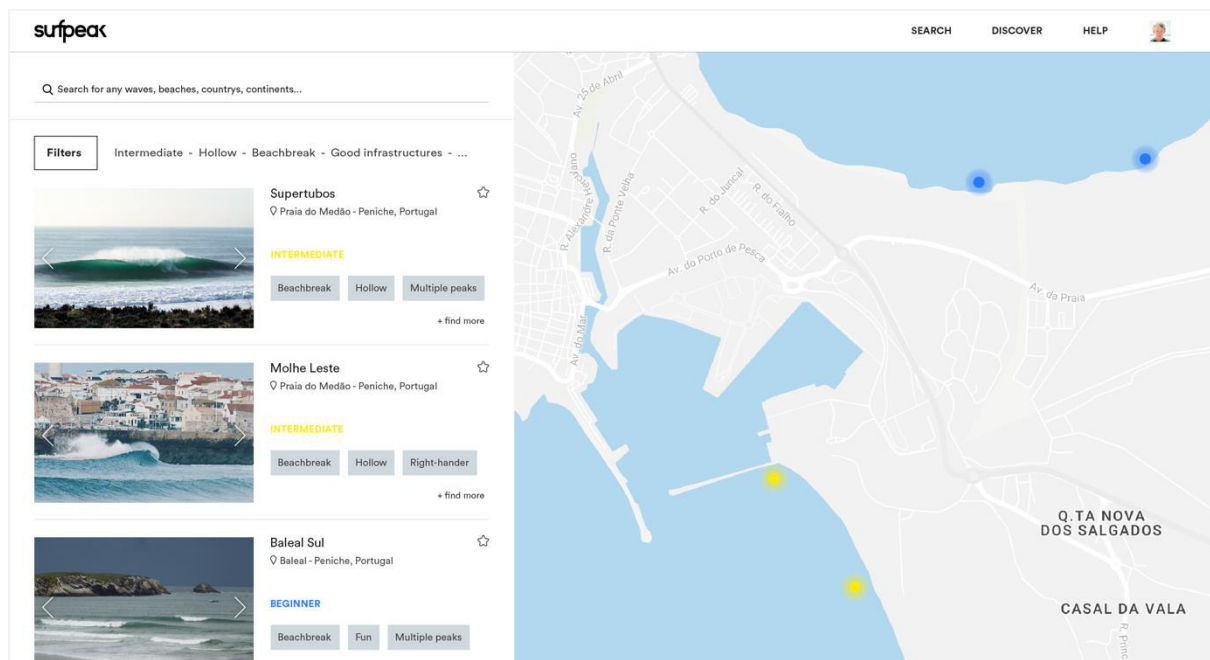 surfpeak
SEARCH DISCOVER HELP
Search for any waves, beaches, countrys, continents...
Filters Intermediate - Hollow - Beachbreak - Good infrastructures - ...
Supertubos
Praia do Medão - Peniche, Portugal
INTERMEDIATE
Beachbreak Hollow Multiple peaks
+ find more
Molhe Leste
Praia do Medão - Peniche, Portugal
INTERMEDIATE
Beachbreak Hollow Right-hander
+ find more
Baleal Sul
Baleal - Peniche, Portugal
BEGINNER
Beachbreak Fun Multiple peaks
Av. 25 de Abril
R. Alexandre Herculano
R. da Ponte Velha
R. do Juncal
R. do Fialho
Av. do Porto de Pesca
Av. da Praia
Av. do Mar
Q.TA NOVA
DOS SALGADOS
CASAL DA VALA